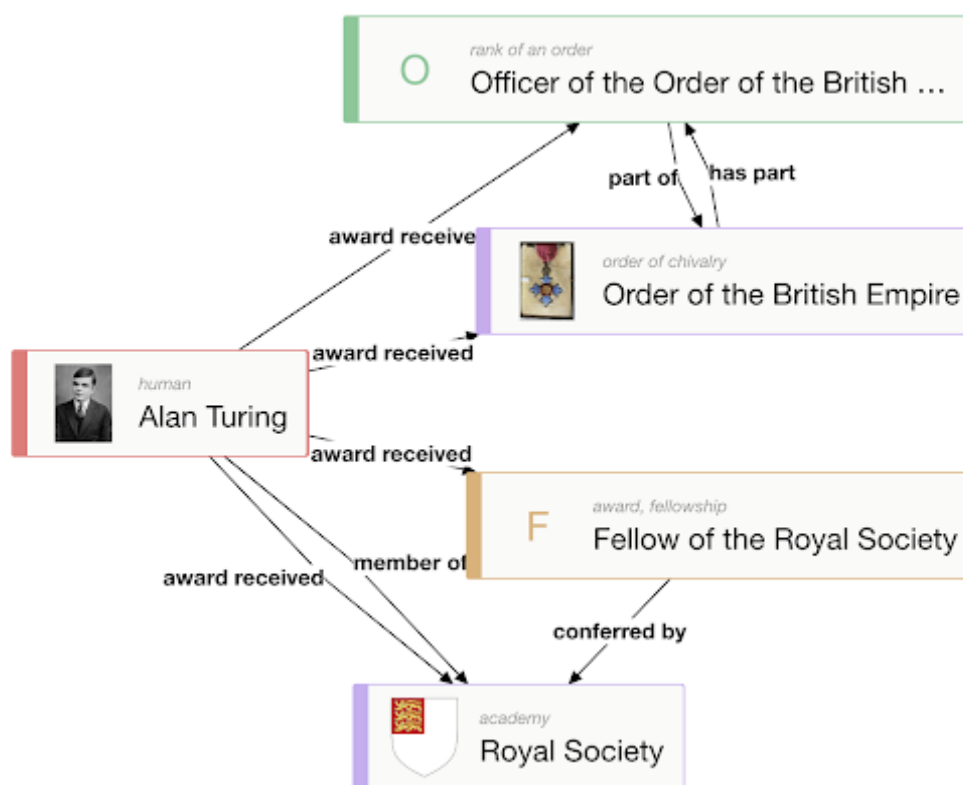 O
rank of an order
Officer of the Order of the British ...
part of
has part
award receive
order of chivalry
Order of the British Empire
award received
human
Alan Turing
award received
F
award, fellowship
Fellow of the Royal Society
award received
member of
conferred by
academy
Royal Society